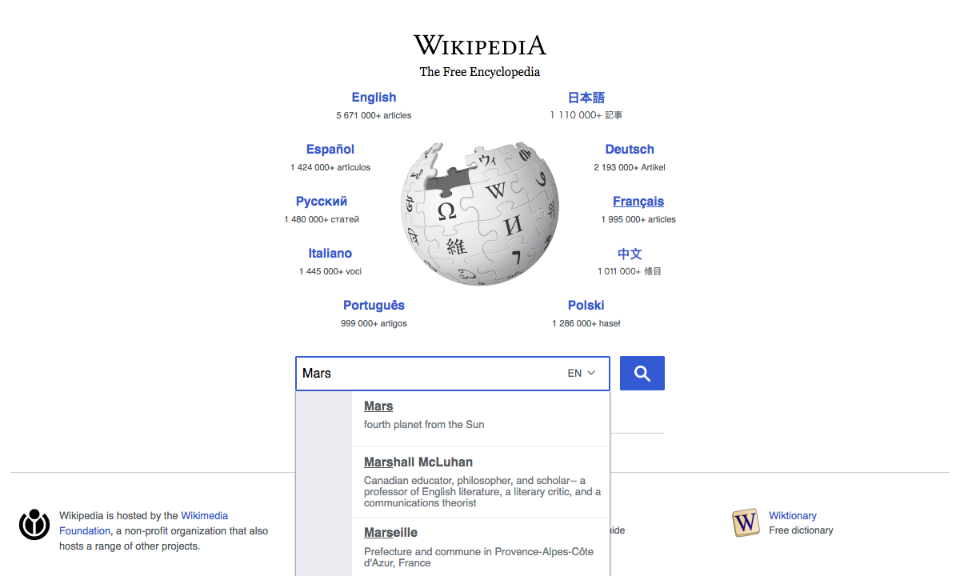 WIKIPEDIA
The Free Encyclopedia
English
5 671 000+ articles
日本語
1 110 000+ 記事
Español
1 424 000+ artículos
Deutsch
2 193 000+ Artikel
Русский
1 480 000+ статей
Français
1 995 000+ articles
Italiano
1 445 000+ voci
中文
1 011 000+ 條目
Português
999 000+ artigos
Polski
1 286 000+ haseł
Ω
W
И
維
ウィ
7
Mars
EN
Mars
fourth planet from the Sun
Marshall McLuhan
Canadian educator, philosopher, and scholar-- a
professor of English literature, a literary critic, and a
communications theorist
Marseille
Prefecture and commune in Provence-Alpes-Côte
d'Azur, France
Wikipedia is hosted by the Wikimedia
Foundation, a non-profit organization that also
hosts a range of other projects.
ide
W
Wiktionary
Free dictionary